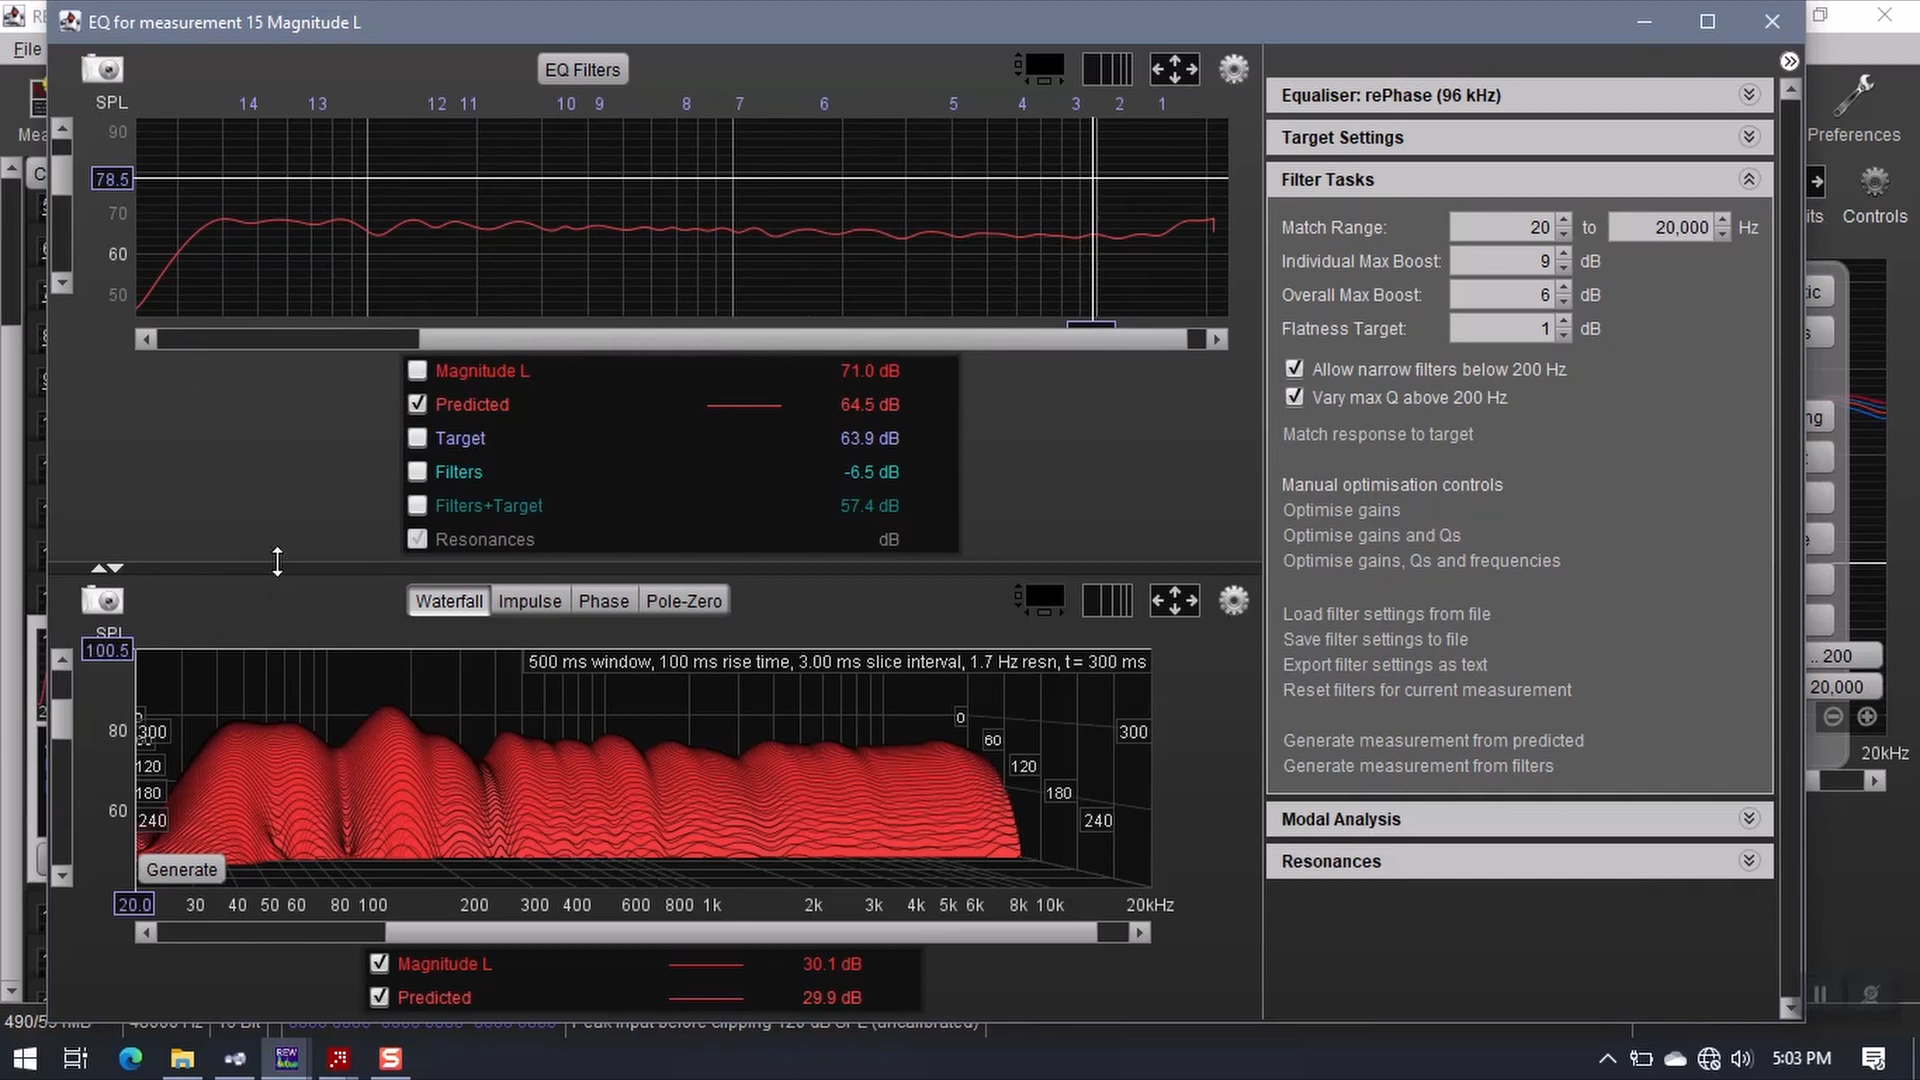 EQ for measurement 15 Magnitude L
File
EQ Filters
SPL
14 13 12 11 10 9 8 7 6 5 4 3 2 1
90
78.5
70
60
50
Magnitude L 71.0 dB
Predicted 64.5 dB
Target 63.9 dB
Filters -6.5 dB
Filters+Target 57.4 dB
Resonances dB
Waterfall Impulse Phase Pole-Zero
SPL
100.5
500 ms window, 100 ms rise time, 3.00 ms slice interval, 1.7 Hz resn, t = 300 ms
80
60
300
120
180
240
0
60
120
180
240
300
Generate
20.0 30 40 50 60 80 100 200 300 400 600 800 1k 2k 3k 4k 5k 6k 8k 10k 20kHz
Magnitude L 30.1 dB
Predicted 29.9 dB
Equaliser: rePhase (96 kHz)
Target Settings
Filter Tasks
Match Range: 20 to 20,000 Hz
Individual Max Boost: 9 dB
Overall Max Boost: 6 dB
Flatness Target: 1 dB
Allow narrow filters below 200 Hz
Vary max Q above 200 Hz
Match response to target
Manual optimisation controls
Optimise gains
Optimise gains and Qs
Optimise gains, Qs and frequencies
Load filter settings from file
Save filter settings to file
Export filter settings as text
Reset filters for current measurement
Generate measurement from predicted
Generate measurement from filters
Modal Analysis
Resonances
Preferences
Controls
.. 200
20,000
20kHz
Peak input before clipping 120 dB SPL (uncalibrated)
REW
5:03 PM